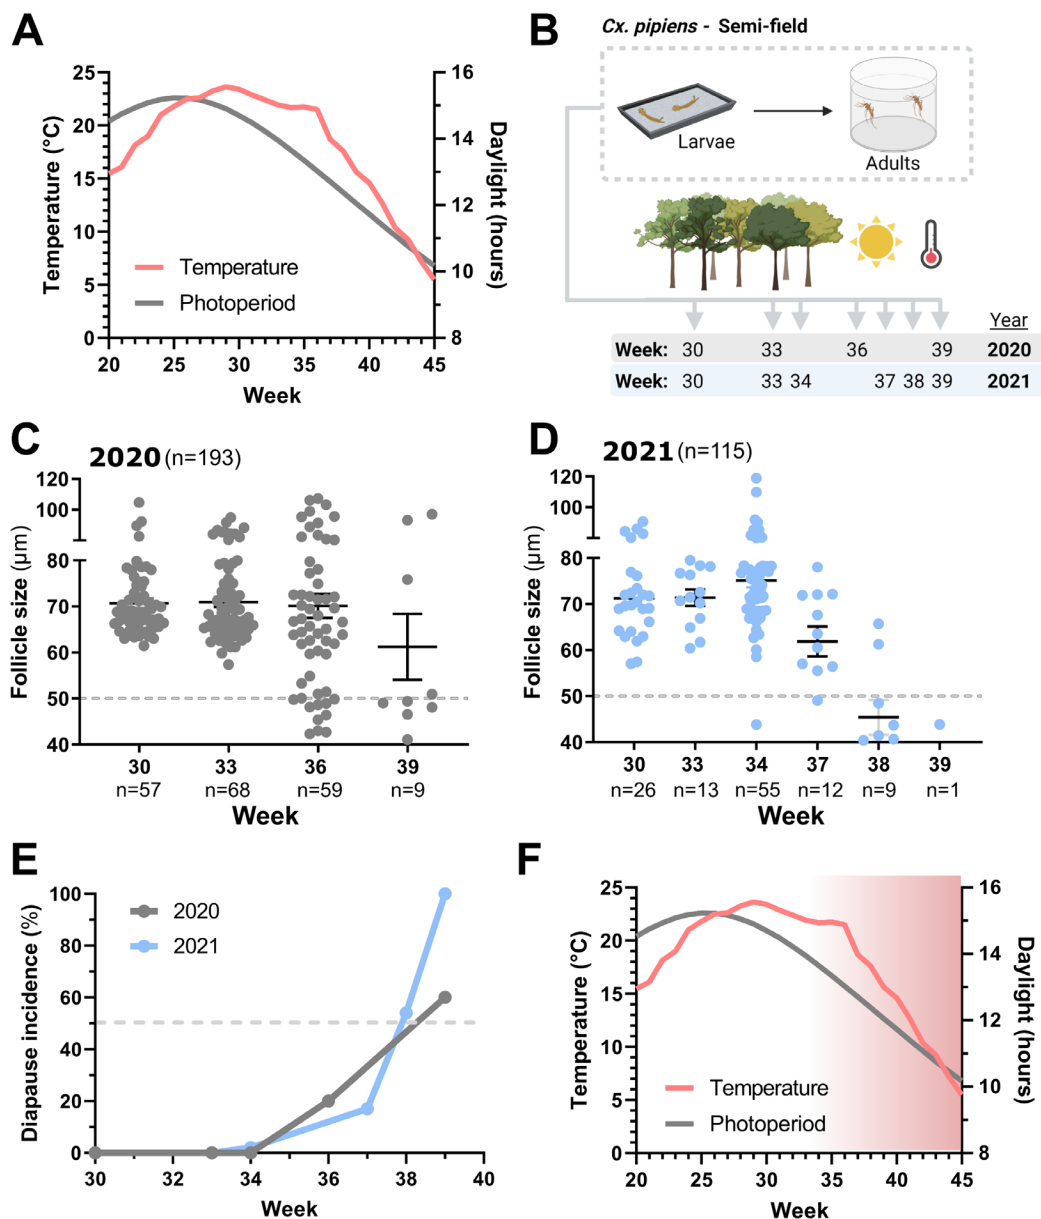 A
Temperature (°C)
25
20
15
10
5
0
16
14
12
10
8
Daylight (hours)
Temperature
Photoperiod
20 25 30 35 40 45
Week
B
Cx. pipiens - Semi-field
Larvae
Adults
Year
Week: 30 33 36 39 2020
Week: 30 33 34 37 38 39 2021
C
2020 (n=193)
Follicle size (µm)
120
100
80
70
60
50
40
30 33 36 39
n=57 n=68 n=59 n=9
Week
D
2021 (n=115)
Follicle size (µm)
120
100
80
70
60
50
40
30 33 34 37 38 39
n=26 n=13 n=55 n=12 n=9 n=1
Week
E
Diapause incidence (%)
100
80
60
40
20
0
2020
2021
30 32 34 36 38 40
Week
F
Temperature (°C)
25
20
15
10
5
0
16
14
12
10
8
Daylight (hours)
Temperature
Photoperiod
20 25 30 35 40 45
Week